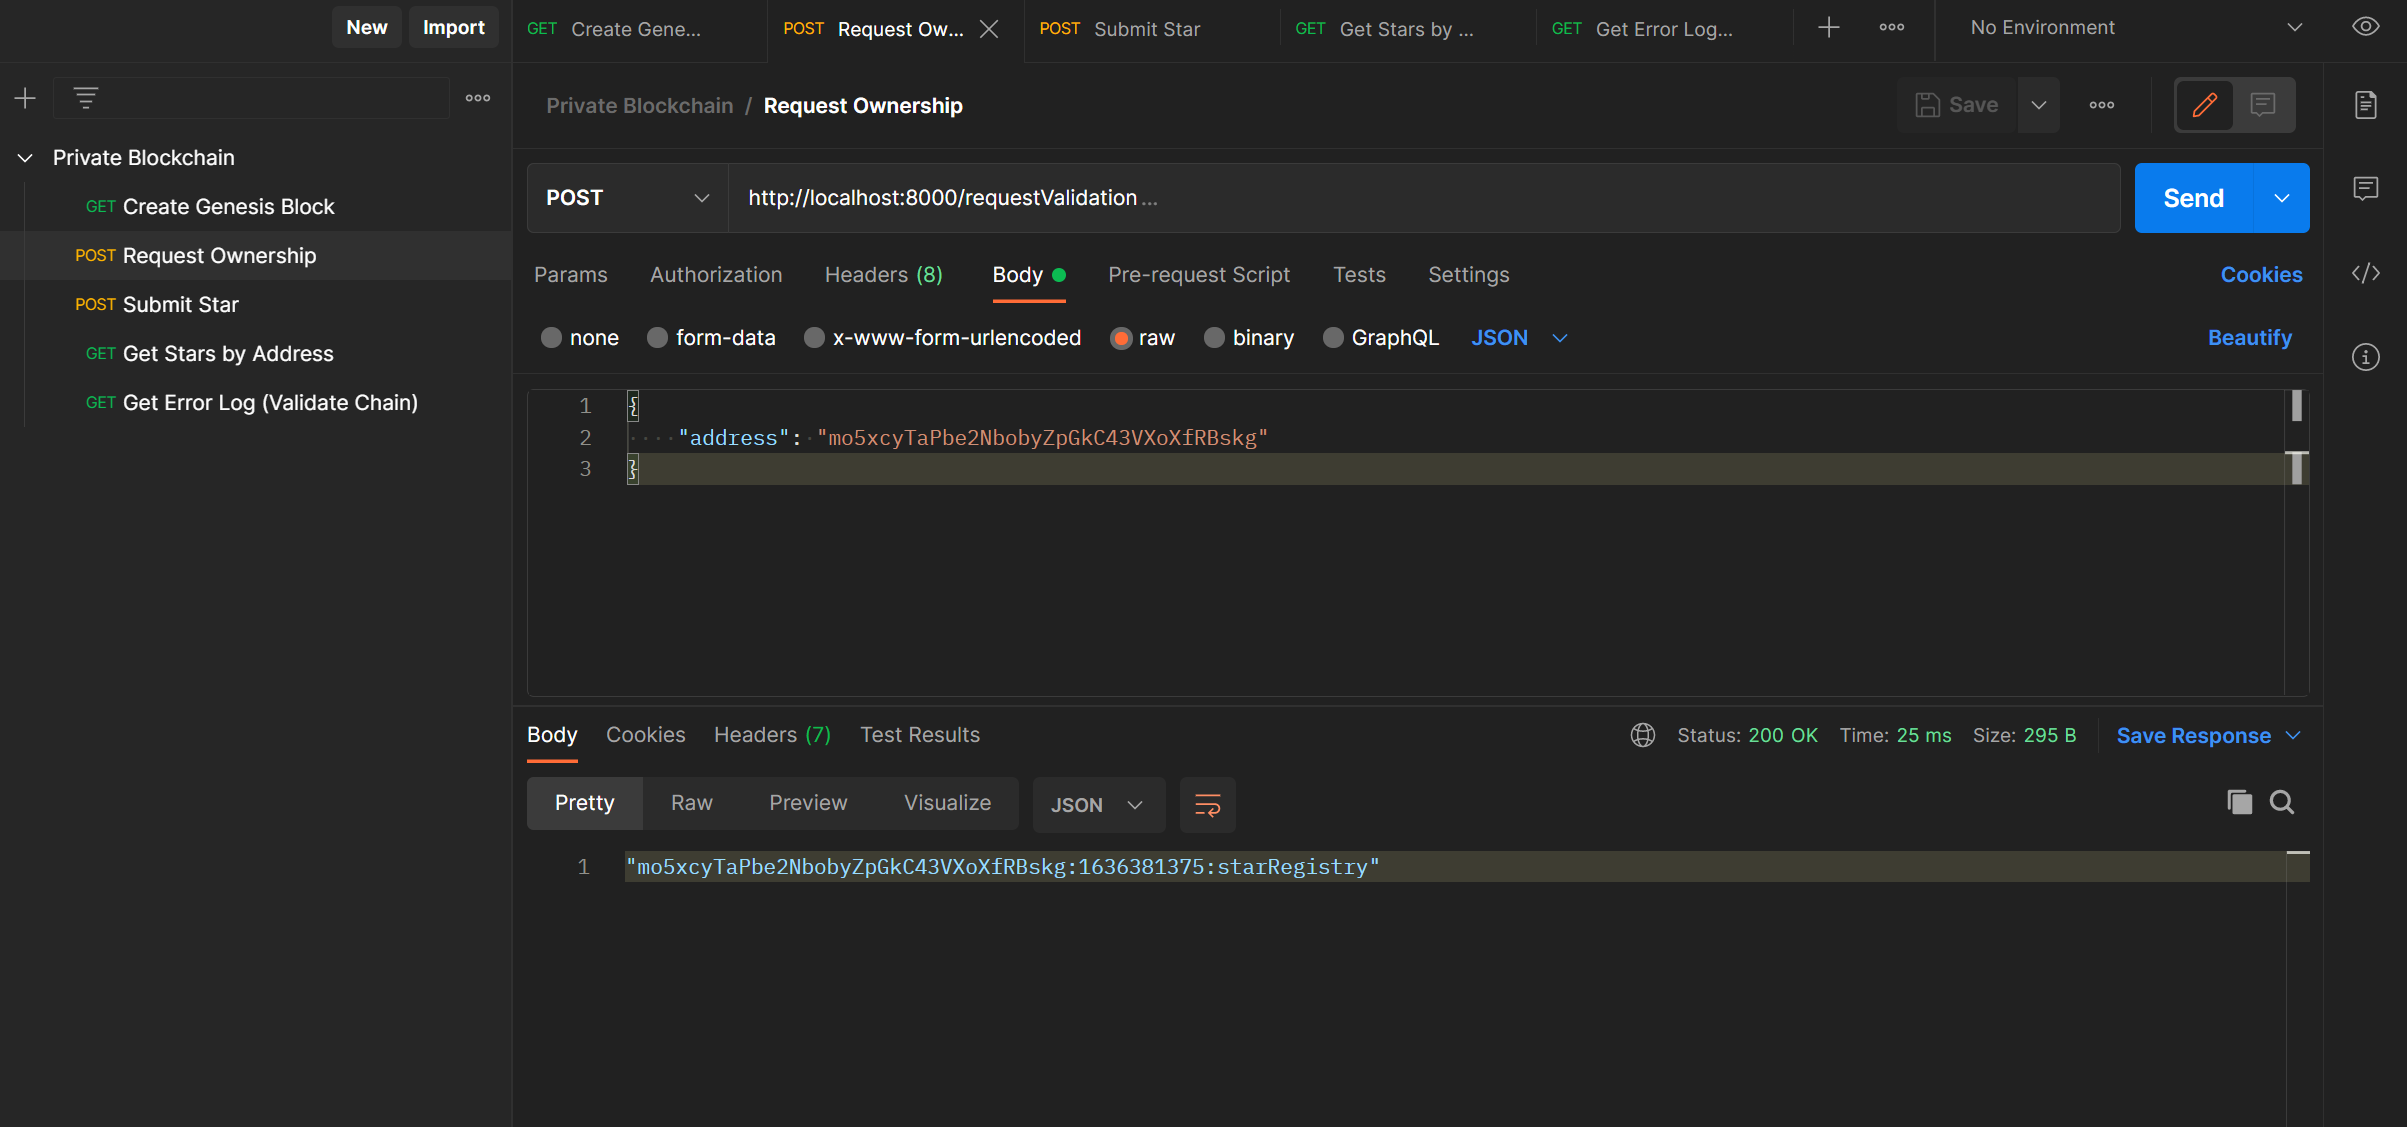 New Import
GET Create Gene...
POST Request Ow...
POST Submit Star
GET Get Stars by ...
GET Get Error Log...
No Environment
Private Blockchain
GET Create Genesis Block
POST Request Ownership
POST Submit Star
GET Get Stars by Address
GET Get Error Log (Validate Chain)
Private Blockchain / Request Ownership
Save
POST http://localhost:8000/requestValidation ...
Send
Params Authorization Headers (8) Body Pre-request Script Tests Settings Cookies
none form-data x-www-form-urlencoded raw binary GraphQL JSON Beautify
1 {
2 "address": "mo5xcyTaPbe2NbobyZpGkC43VXoXfRBskg"
3 }
Body Cookies Headers (7) Test Results Status: 200 OK Time: 25 ms Size: 295 B Save Response
Pretty Raw Preview Visualize JSON
1 "mo5xcyTaPbe2NbobyZpGkC43VXoXfRBskg:1636381375:starRegistry"